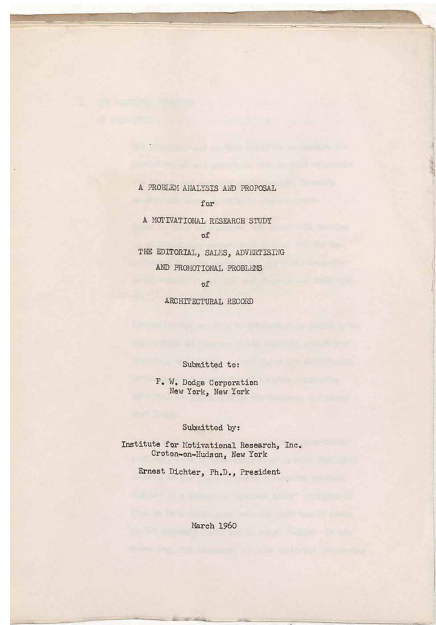 A PROBLEM ANALYSIS AND PROPOSAL
for
A MOTIVATIONAL RESEARCH STUDY
of
THE EDITORIAL, SALES, ADVERTISING
AND PROMOTIONAL PROBLEMS
of
ARCHITECTURAL RECORD
Submitted to:
F. W. Dodge Corporation
New York, New York
Submitted by:
Institute for Motivational Research, Inc.
Croton-on-Hudson, New York
Ernest Dichter, Ph.D., President
March 1960